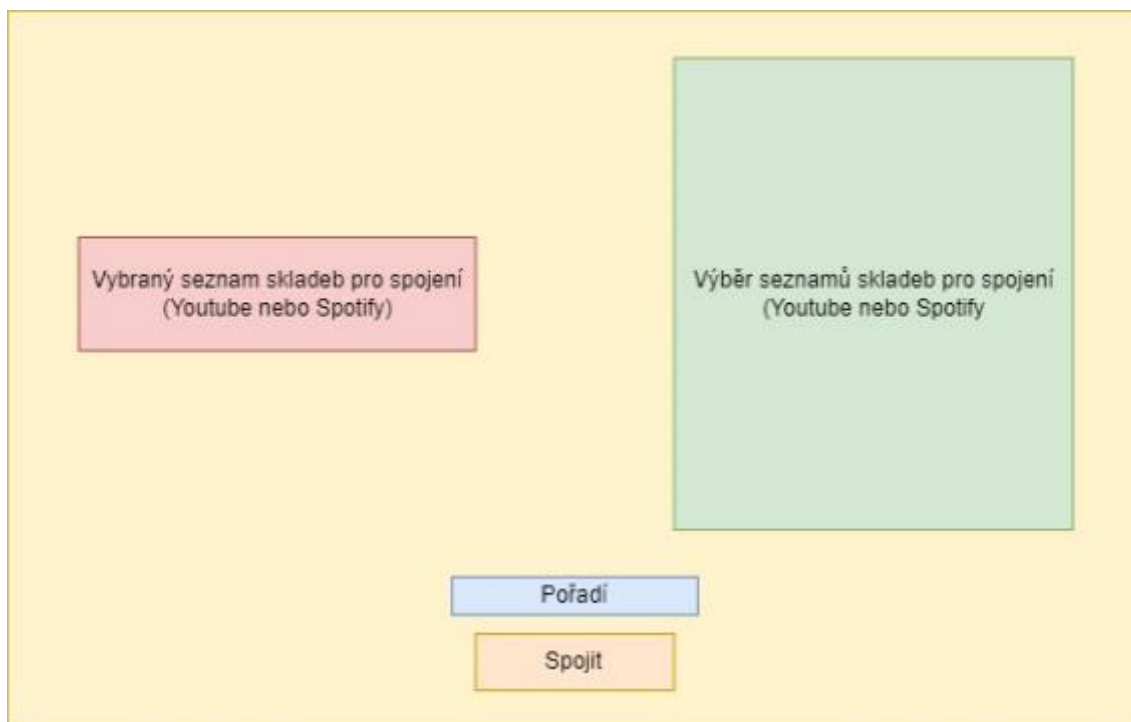 Vybraný seznam skladeb pro spojení
(Youtube nebo Spotify)
Výběr seznamů skladeb pro spojení
(Youtube nebo Spotify
Pořadí
Spojit